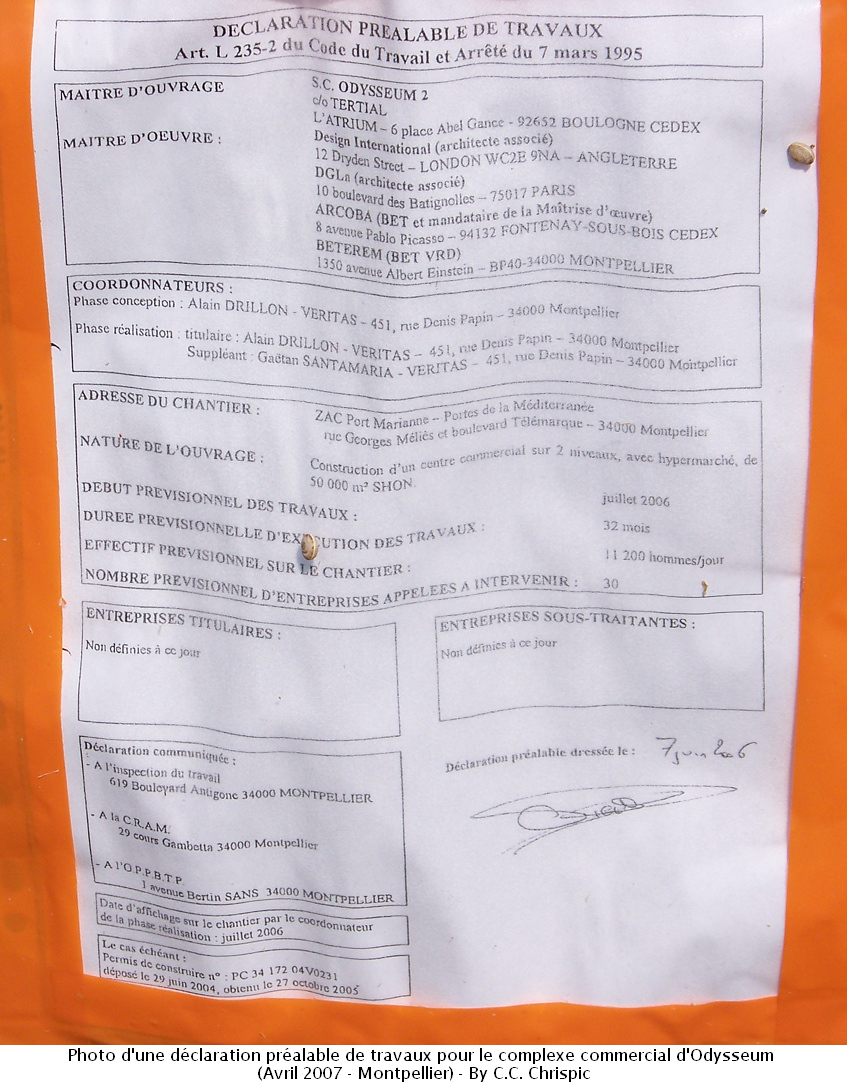 DECLARATION PREALABLE DE TRAVAUX
Art. L 235-2 du Code du Travail et Arrêté du 7 mars 1995
MAITRE D'OUVRAGE
S.C. ODYSSEUM 2
c/o TERTIAL
L'ATRIUM – 6 place Abel Gance - 92652 BOULOGNE CEDEX
MAITRE D'OEUVRE :
Design International (architecte associé)
12 Dryden Street – LONDON WC2E 9NA – ANGLETERRE
DGLa (architecte associé)
10 boulevard des Batignolles – 75017 PARIS
ARCOBA (BET et mandataire de la Maîtrise d'œuvre)
8 avenue Pablo Picasso – 94132 FONTENAY-SOUS-BOIS CEDEX
BETEREM (BET VRD)
1350 avenue Albert Einstein – BP40-34000 MONTPELLIER
COORDONNATEURS :
Phase conception : Alain DRILLON - VERITAS – 451, rue Denis Papin – 34000 Montpellier
Phase réalisation : titulaire : Alain DRILLON - VERITAS – 451, rue Denis Papin – 34000 Montpellier
Suppléant : Gaëtan SANTAMARIA - VERITAS – 451, rue Denis Papin – 34000 Montpellier
ADRESSE DU CHANTIER :
ZAC Port Marianne – Portes de la Méditerranée
rue Georges Méliès et boulevard Télémarque – 34000 Montpellier
NATURE DE L'OUVRAGE :
Construction d'un centre commercial sur 2 niveaux, avec hypermarché, de
50 000 m² SHON.
DEBUT PREVISIONNEL DES TRAVAUX : juillet 2006
DUREE PREVISIONNELLE D'EXECUTION DES TRAVAUX : 32 mois
EFFECTIF PREVISIONNEL SUR LE CHANTIER : 11 200 hommes/jour
NOMBRE PREVISIONNEL D'ENTREPRISES APPELEES A INTERVENIR : 30
ENTREPRISES TITULAIRES :
Non définies à ce jour
ENTREPRISES SOUS-TRAITANTES :
Non définies à ce jour
Déclaration communiquée :
- A l'inspection du travail
619 Boulevard Antigone 34000 MONTPELLIER
- A la C.R.A.M.
29 cours Gambetta 34000 Montpellier
- A l'O.P.P.B.T.P.
1 avenue Bertin SANS 34000 MONTPELLIER
Déclaration préalable dressée le : 7 juin 2006
Date d'affichage sur le chantier par le coordonnateur
de la phase réalisation : juillet 2006
Le cas échéant :
Permis de construire n° : PC 34 172 04V0231
déposé le 29 juin 2004, obtenu le 27 octobre 2005
Photo d'une déclaration préalable de travaux pour le complexe commercial d'Odysseum
(Avril 2007 - Montpellier) - By C.C. Chrispic